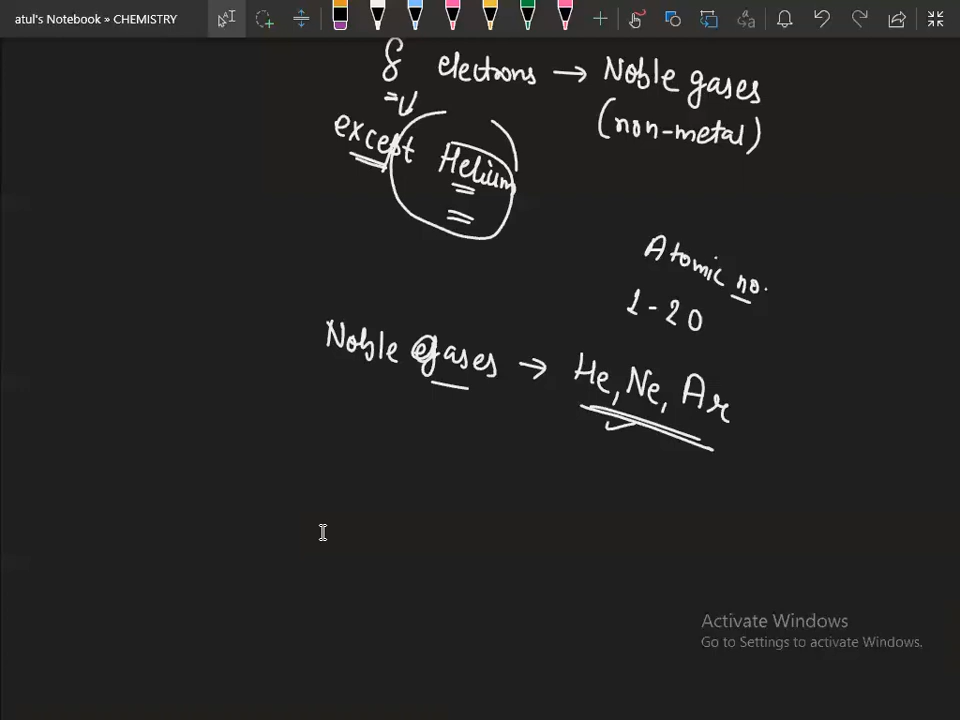 atul's Notebook » CHEMISTRY
8 electrons → Noble gases
(non-metal)
except Helium
Atomic no.
1-20
Noble gases → He, Ne, Ar
Activate Windows
Go to Settings to activate Windows.